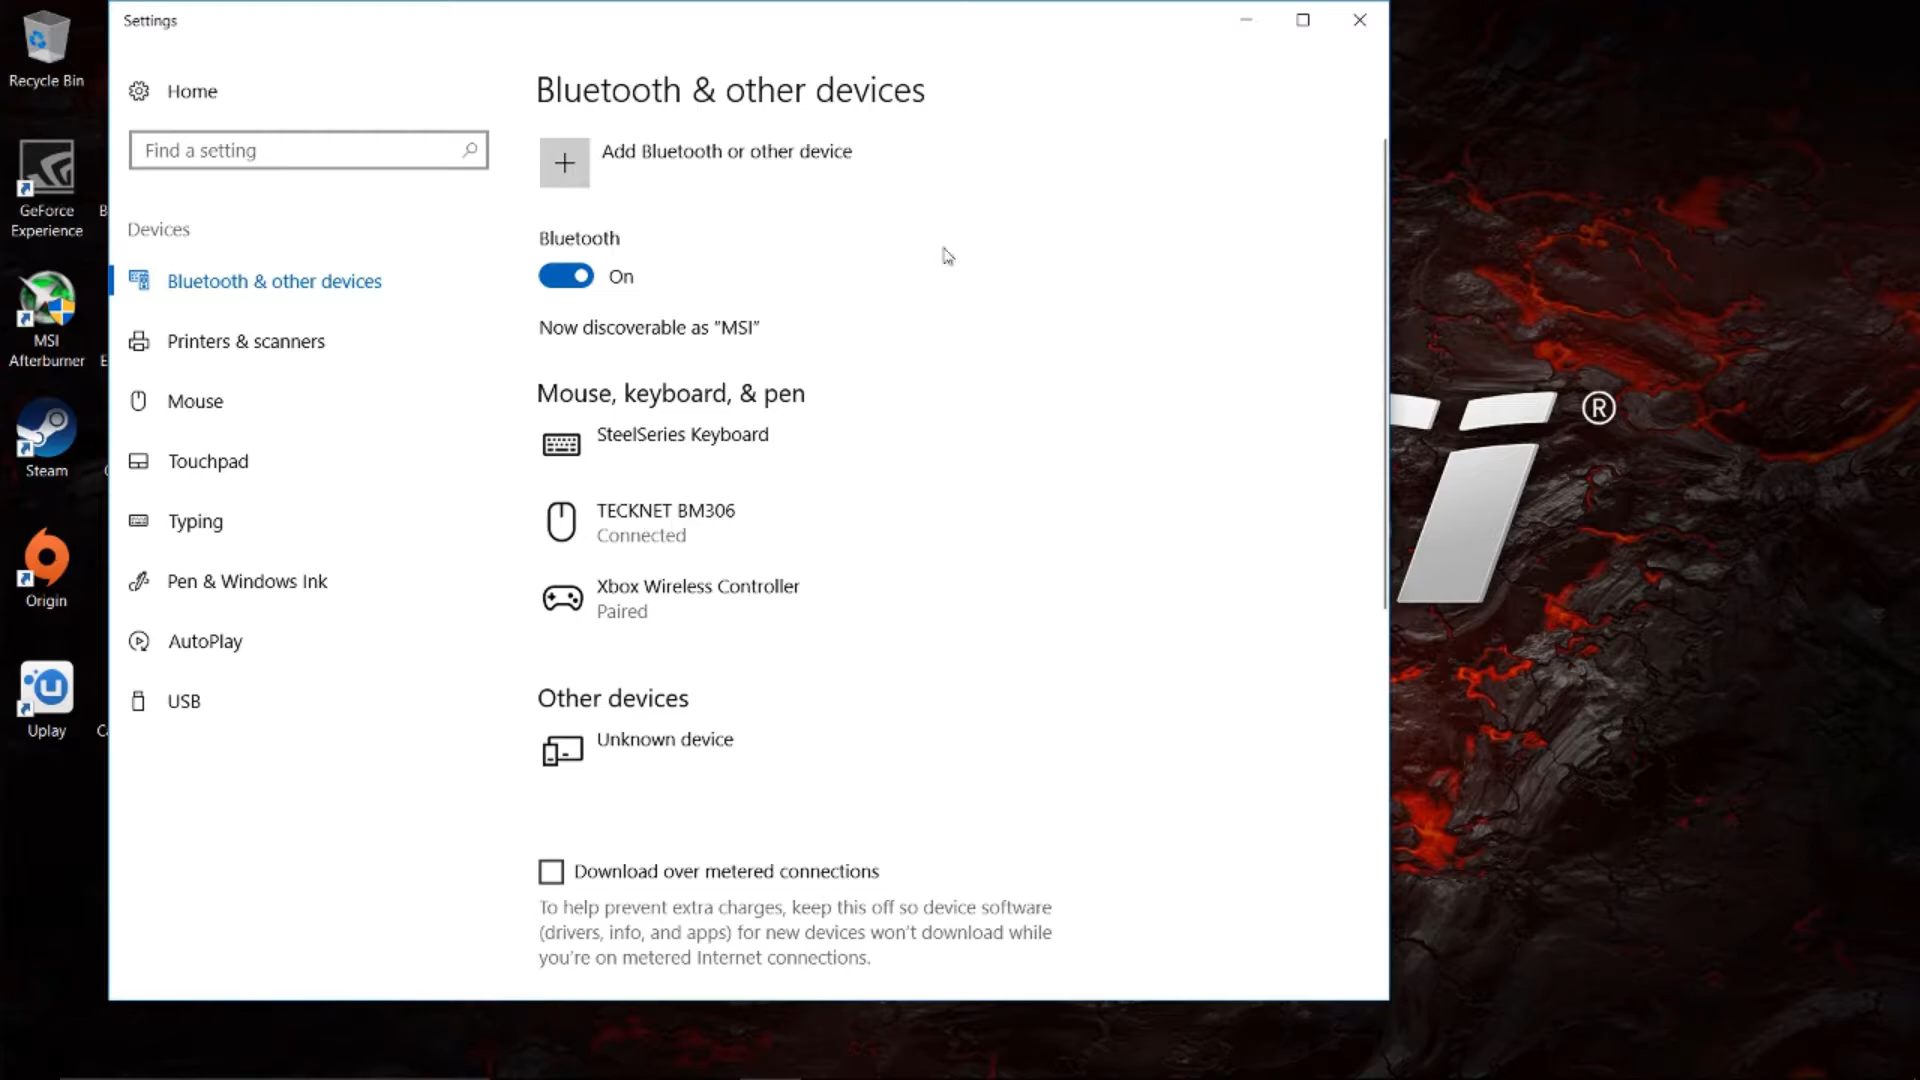 Settings
Home
Find a setting
Devices
Bluetooth & other devices
Printers & scanners
Mouse
Touchpad
Typing
Pen & Windows Ink
AutoPlay
USB
Bluetooth & other devices
Add Bluetooth or other device
Bluetooth
On
Now discoverable as “MSI”
Mouse, keyboard, & pen
SteelSeries Keyboard
TECKNET BM306
Connected
Xbox Wireless Controller
Paired
Other devices
Unknown device
Download over metered connections
To help prevent extra charges, keep this off so device software
(drivers, info, and apps) for new devices won’t download while
you’re on metered Internet connections.
Recycle Bin
GeForce
Experience
MSI
Afterburner
Steam
Origin
Uplay
®